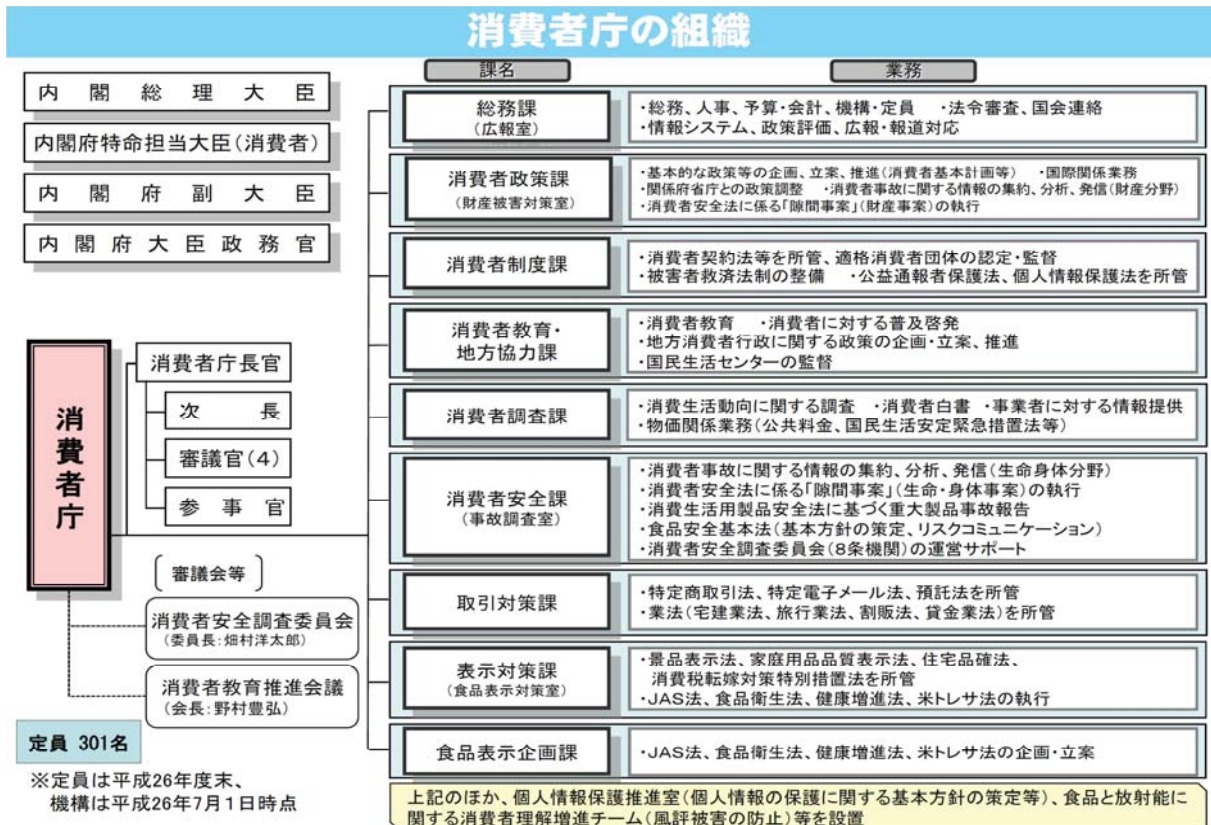 消費者庁の組織
内閣総理大臣
内閣府特命担当大臣(消費者)
内閣府副大臣
内閣府大臣政務官
消費者庁
消費者庁長官
次長
審議官(4)
参事官
審議会等
消費者安全調査委員会
(委員長:畑村洋太郎)
消費者教育推進会議
(会長:野村豊弘)
定員 301名
※定員は平成26年度末、
機構は平成26年7月1日時点
課名
業務
総務課
(広報室)
・総務、人事、予算・会計、機構・定員 ・法令審査、国会連絡
・情報システム、政策評価、広報・報道対応
消費者政策課
(財産被害対策室)
・基本的な政策等の企画、立案、推進(消費者基本計画等) ・国際関係業務
・関係府省庁との政策調整 ・消費者事故に関する情報の集約、分析、発信(財産分野)
・消費者安全法に係る「隙間事案」(財産事案)の執行
消費者制度課
・消費者契約法等を所管、適格消費者団体の認定・監督
・被害者救済法制の整備 ・公益通報者保護法、個人情報保護法を所管
消費者教育・
地方協力課
・消費者教育 ・消費者に対する普及啓発
・地方消費者行政に関する政策の企画・立案、推進
・国民生活センターの監督
消費者調査課
・消費生活動向に関する調査 ・消費者白書 ・事業者に対する情報提供
・物価関係業務(公共料金、国民生活安定緊急措置法等)
消費者安全課
(事故調査室)
・消費者事故に関する情報の集約、分析、発信(生命身体分野)
・消費者安全法に係る「隙間事案」(生命・身体事案)の執行
・消費生活用製品安全法に基づく重大製品事故報告
・食品安全基本法(基本方針の策定、リスクコミュニケーション)
・消費者安全調査委員会(8条機関)の運営サポート
取引対策課
・特定商取引法、特定電子メール法、預託法を所管
・業法(宅建業法、旅行業法、割販法、貸金業法)を所管
表示対策課
(食品表示対策室)
・景品表示法、家庭用品品質表示法、住宅品確法、
消費税転嫁対策特別措置法を所管
・JAS法、食品衛生法、健康増進法、米トレサ法の執行
食品表示企画課
・JAS法、食品衛生法、健康増進法、米トレサ法の企画・立案
上記のほか、個人情報保護推進室(個人情報の保護に関する基本方針の策定等)、食品と放射能に
関する消費者理解増進チーム(風評被害の防止)等を設置